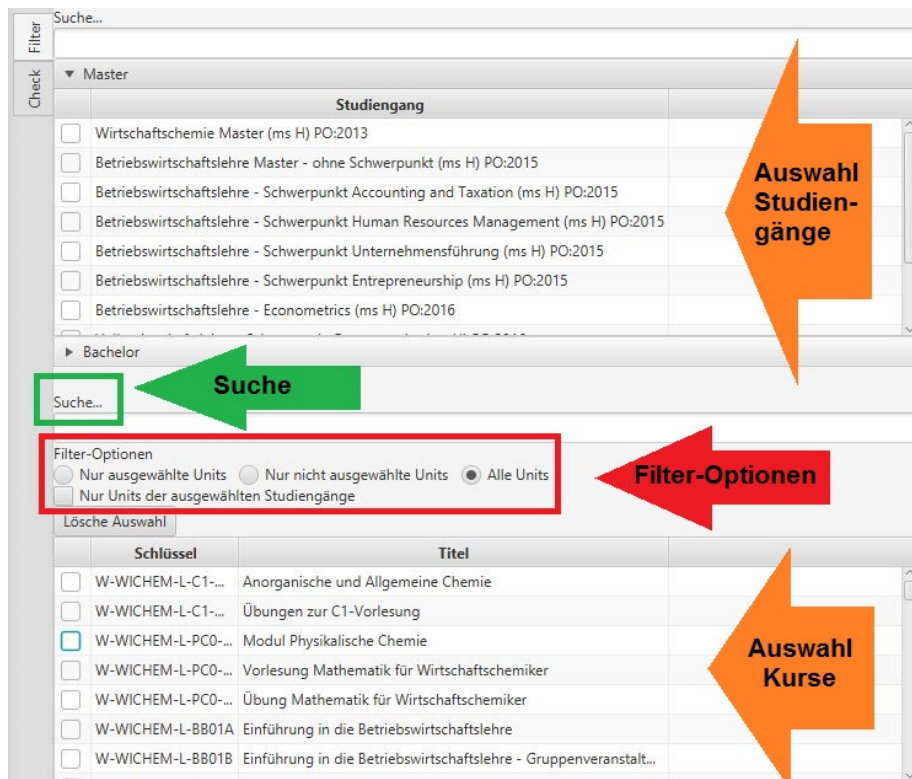 Suche...
Filter
Check
Master
Studiengang
Wirtschaftschemie Master (ms H) PO:2013
Betriebswirtschaftslehre Master - ohne Schwerpunkt (ms H) PO:2015
Betriebswirtschaftslehre - Schwerpunkt Accounting and Taxation (ms H) PO:2015
Betriebswirtschaftslehre - Schwerpunkt Human Resources Management (ms H) PO:2015
Betriebswirtschaftslehre - Schwerpunkt Unternehmensführung (ms H) PO:2015
Betriebswirtschaftslehre - Schwerpunkt Entrepreneurship (ms H) PO:2015
Betriebswirtschaftslehre - Econometrics (ms H) PO:2016
Auswahl
Studien-
gänge
Bachelor
Suche
Suche...
Filter-Optionen
Nur ausgewählte Units Nur nicht ausgewählte Units Alle Units
Nur Units der ausgewählten Studiengänge
Filter-Optionen
Lösche Auswahl
Schlüssel Titel
W-WICHEM-L-C1-... Anorganische und Allgemeine Chemie
W-WICHEM-L-C1-... Übungen zur C1-Vorlesung
W-WICHEM-L-PC0-... Modul Physikalische Chemie
W-WICHEM-L-PC0-... Vorlesung Mathematik für Wirtschaftschemiker
W-WICHEM-L-PC0-... Übung Mathematik für Wirtschaftschemiker
W-WICHEM-L-BB01A Einführung in die Betriebswirtschaftslehre
W-WICHEM-L-BB01B Einführung in die Betriebswirtschaftslehre - Gruppenveranstalt...
Auswahl
Kurse